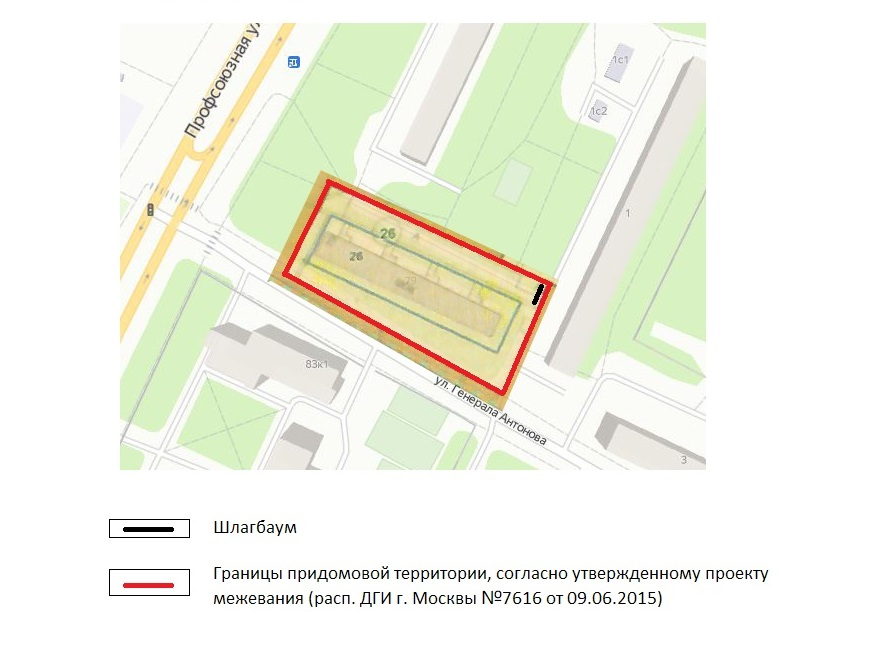 Профсоюзная ул
1с1
1с2
1
26
26
79
83к1
ул. Генерала Антонова
3
Шлагбаум
Границы придомовой территории, согласно утвержденному проекту
межевания (расп. ДГИ г. Москвы №7616 от 09.06.2015)